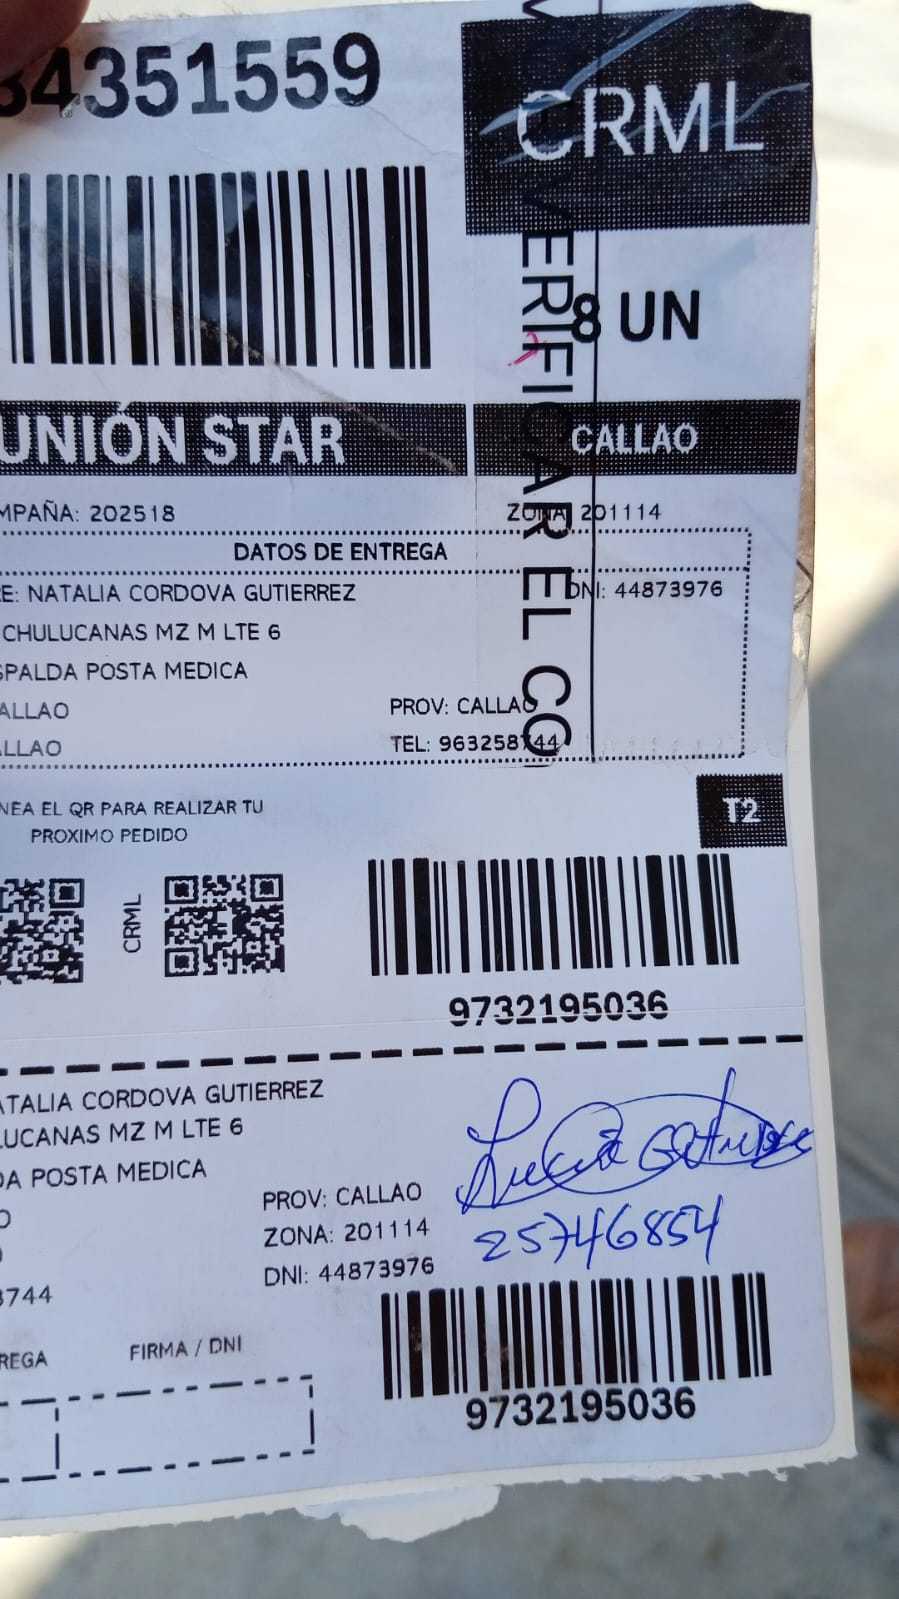 34351559
CRML
8 UN
VERIFICAR EL CO
UNIÓN STAR
CALLAO
MPAÑA: 202518
ZONA: 201114
DATOS DE ENTREGA
E: NATALIA CORDOVA GUTIERREZ
DNI: 44873976
CHULUCANAS MZ M LTE 6
SPALDA POSTA MEDICA
ALLAO
PROV: CALLAO
ALLAO
TEL: 963258744
NEA EL QR PARA REALIZAR TU
PROXIMO PEDIDO
T2
CRML
9732195036
ATALIA CORDOVA GUTIERREZ
LUCANAS MZ M LTE 6
DA POSTA MEDICA
O
PROV: CALLAO
ZONA: 201114
DNI: 44873976
3744
Lucia Gutierrez
25746854
REGA
FIRMA / DNI
9732195036